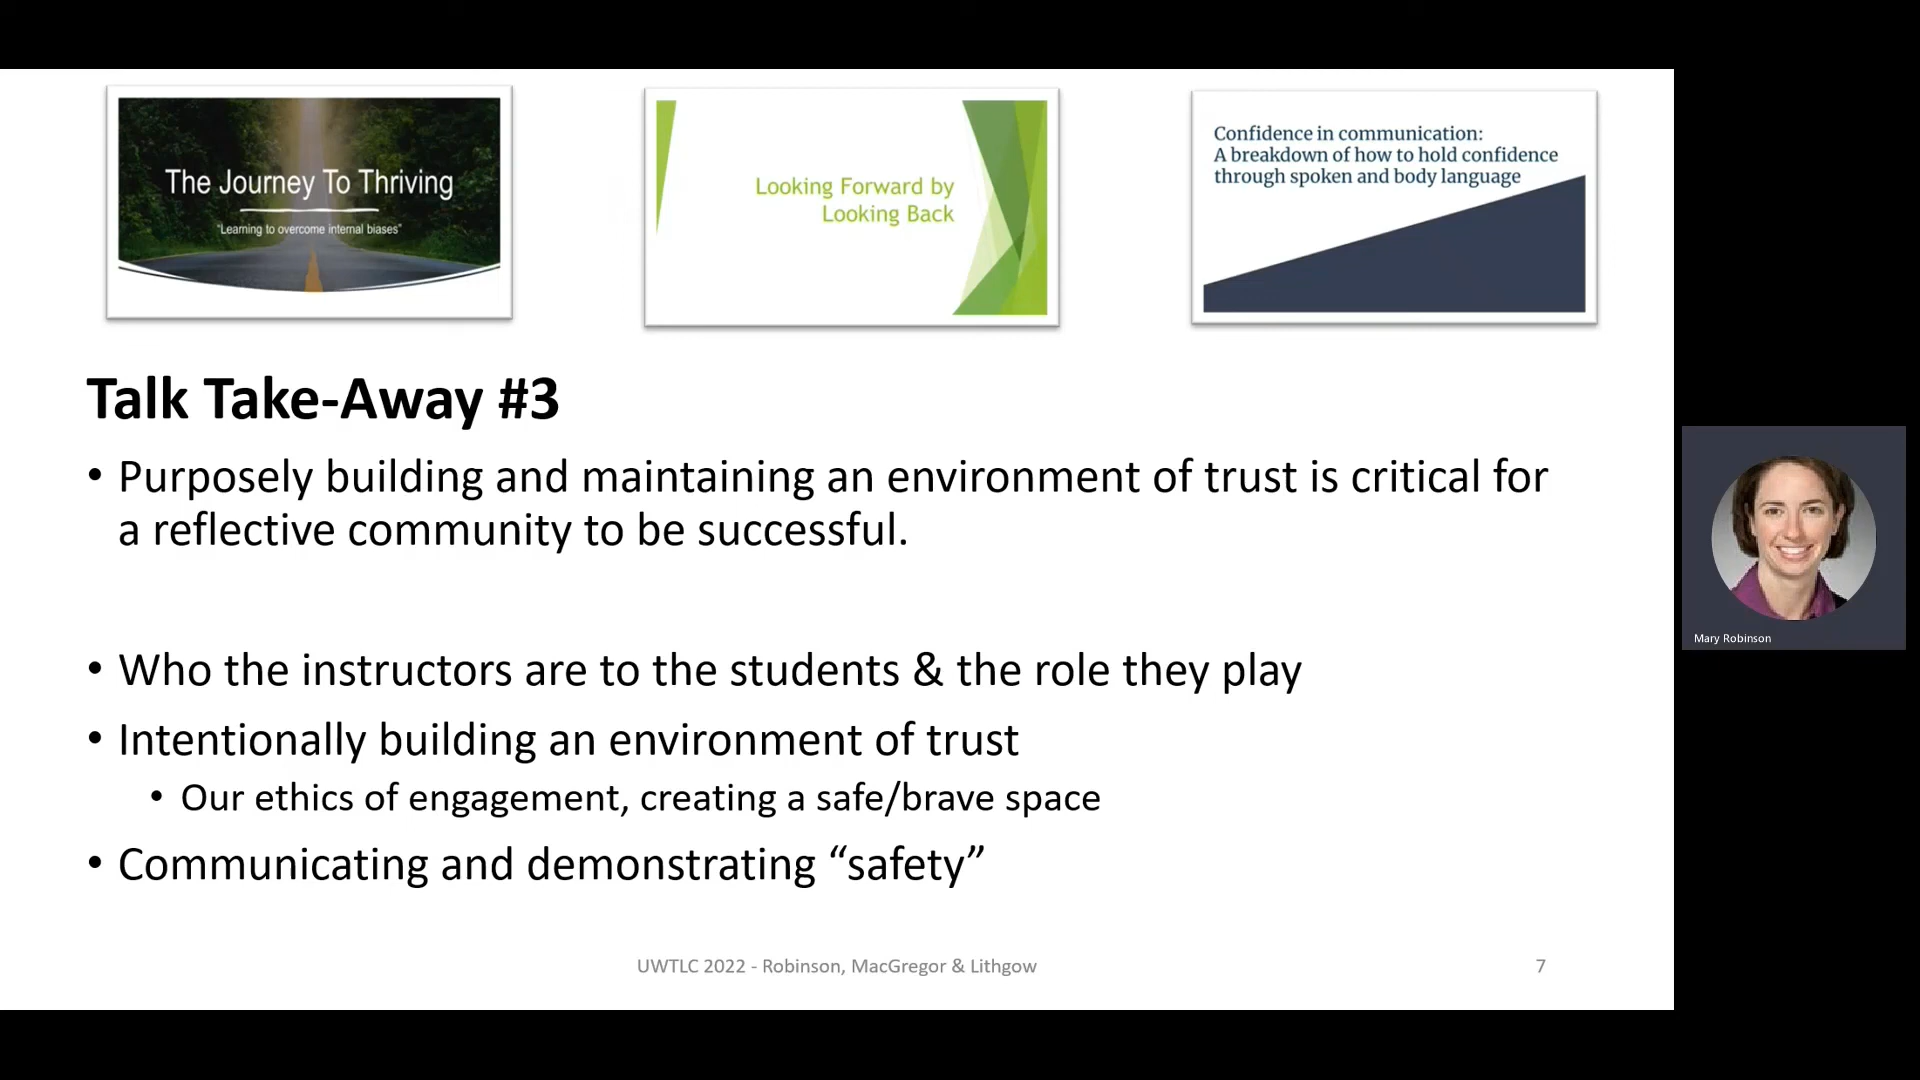 The Journey To Thriving
"Learning to overcome internal biases"
Looking Forward by
Looking Back
Confidence in communication:
A breakdown of how to hold confidence
through spoken and body language
Talk Take-Away #3
• Purposely building and maintaining an environment of trust is critical for
a reflective community to be successful.
• Who the instructors are to the students & the role they play
• Intentionally building an environment of trust
• Our ethics of engagement, creating a safe/brave space
• Communicating and demonstrating “safety”
UWTLC 2022 - Robinson, MacGregor & Lithgow
7
Mary Robinson